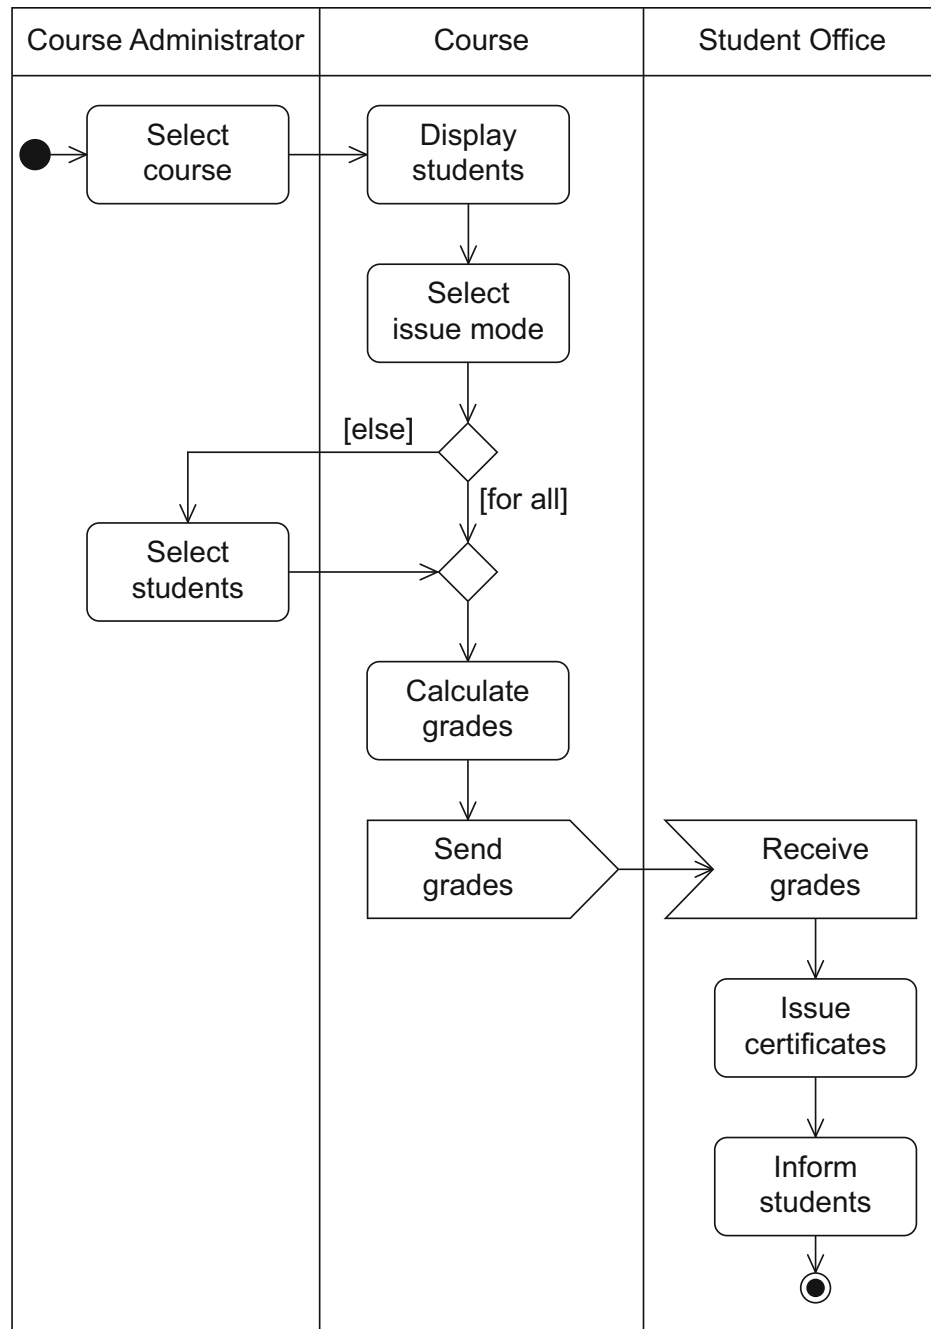 Course Administrator
Course
Student Office
Select
course
Display
students
Select
issue mode
[else]
[for all]
Select
students
Calculate
grades
Send
grades
Receive
grades
Issue
certificates
Inform
students